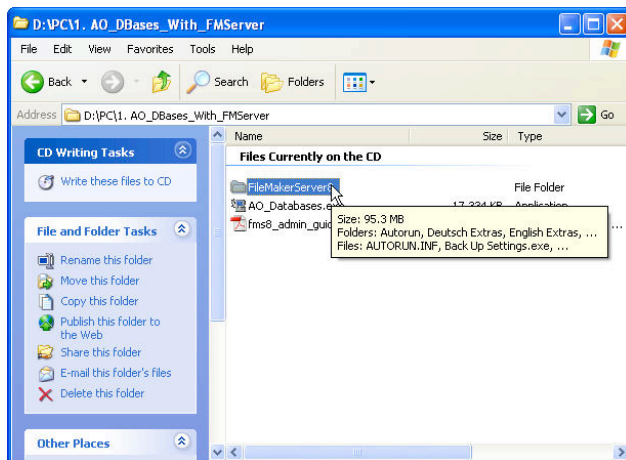 D:\PC\1. AO_DBases_With_FMServer
File Edit View Favorites Tools Help
Back Search Folders
Address D:\PC\1. AO_DBases_With_FMServer Go
Name Size Type
CD Writing Tasks
Write these files to CD
Files Currently on the CD
FileMakerServer8 File Folder
AO_Databases.exe 17,334 KB Application
fms8_admin_guid
Size: 95.3 MB
Folders: Autorun, Deutsch Extras, English Extras, ...
Files: AUTORUN.INF, Back Up Settings.exe, ...
File and Folder Tasks
Rename this folder
Move this folder
Copy this folder
Publish this folder to
the Web
Share this folder
E-mail this folder's files
Delete this folder
Other Places